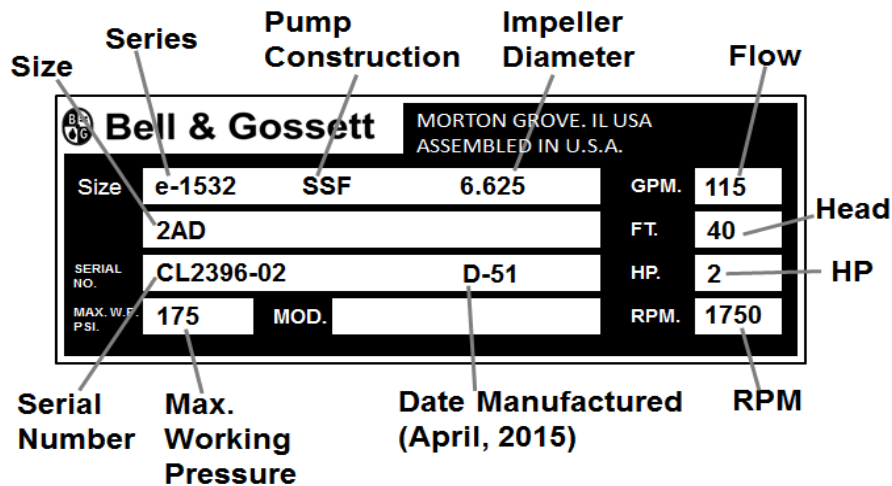 Size
Series
Pump
Construction
Impeller
Diameter
Flow
B&G Bell & Gossett
MORTON GROVE. IL USA
ASSEMBLED IN U.S.A.
Size e-1532 SSF 6.625 GPM. 115
2AD FT. 40
Head
SERIAL
NO. CL2396-02 D-51 HP. 2
HP
MAX. W.P.
PSI. 175 MOD. RPM. 1750
Serial
Number
Max.
Working
Pressure
Date Manufactured
(April, 2015)
RPM